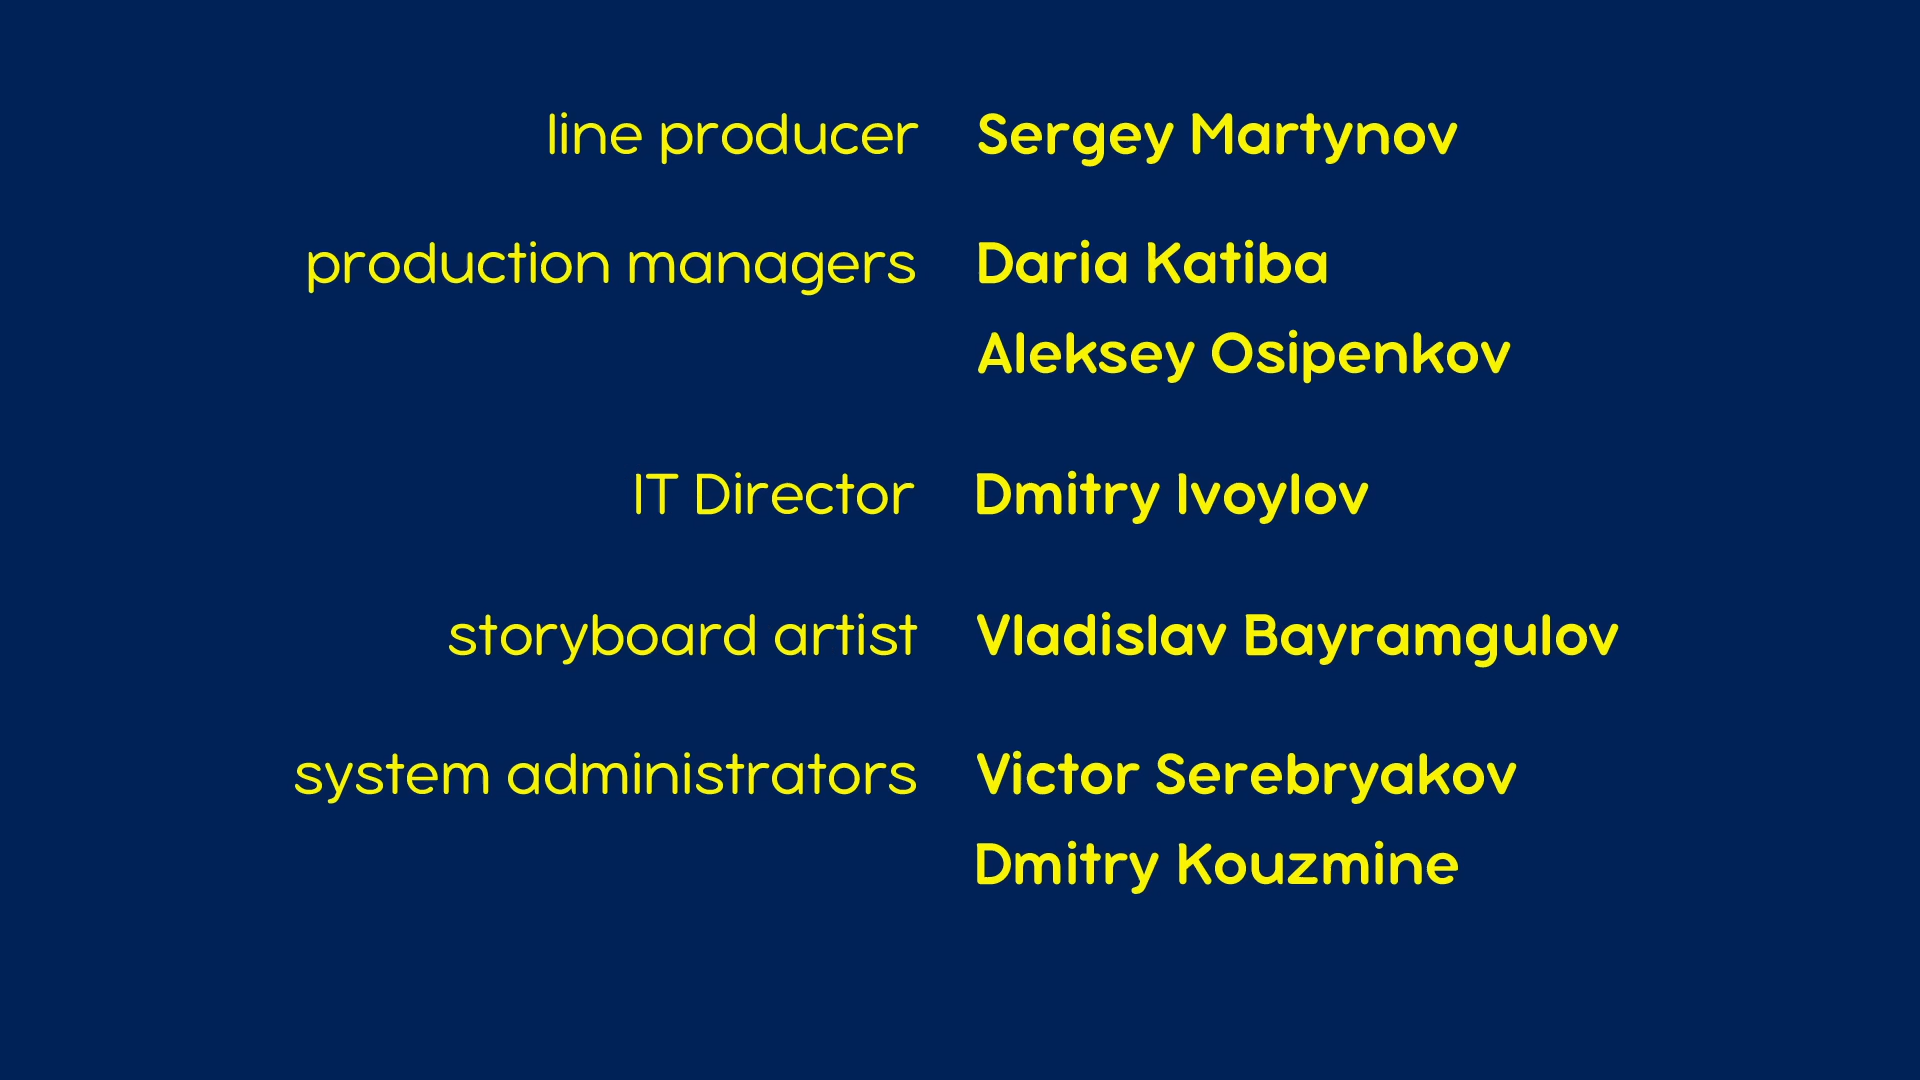 line producer Sergey Martynov
production managers Daria Katiba
Aleksey Osipenkov
IT Director Dmitry Ivoylov
storyboard artist Vladislav Bayramgulov
system administrators Victor Serebryakov
Dmitry Kouzmine